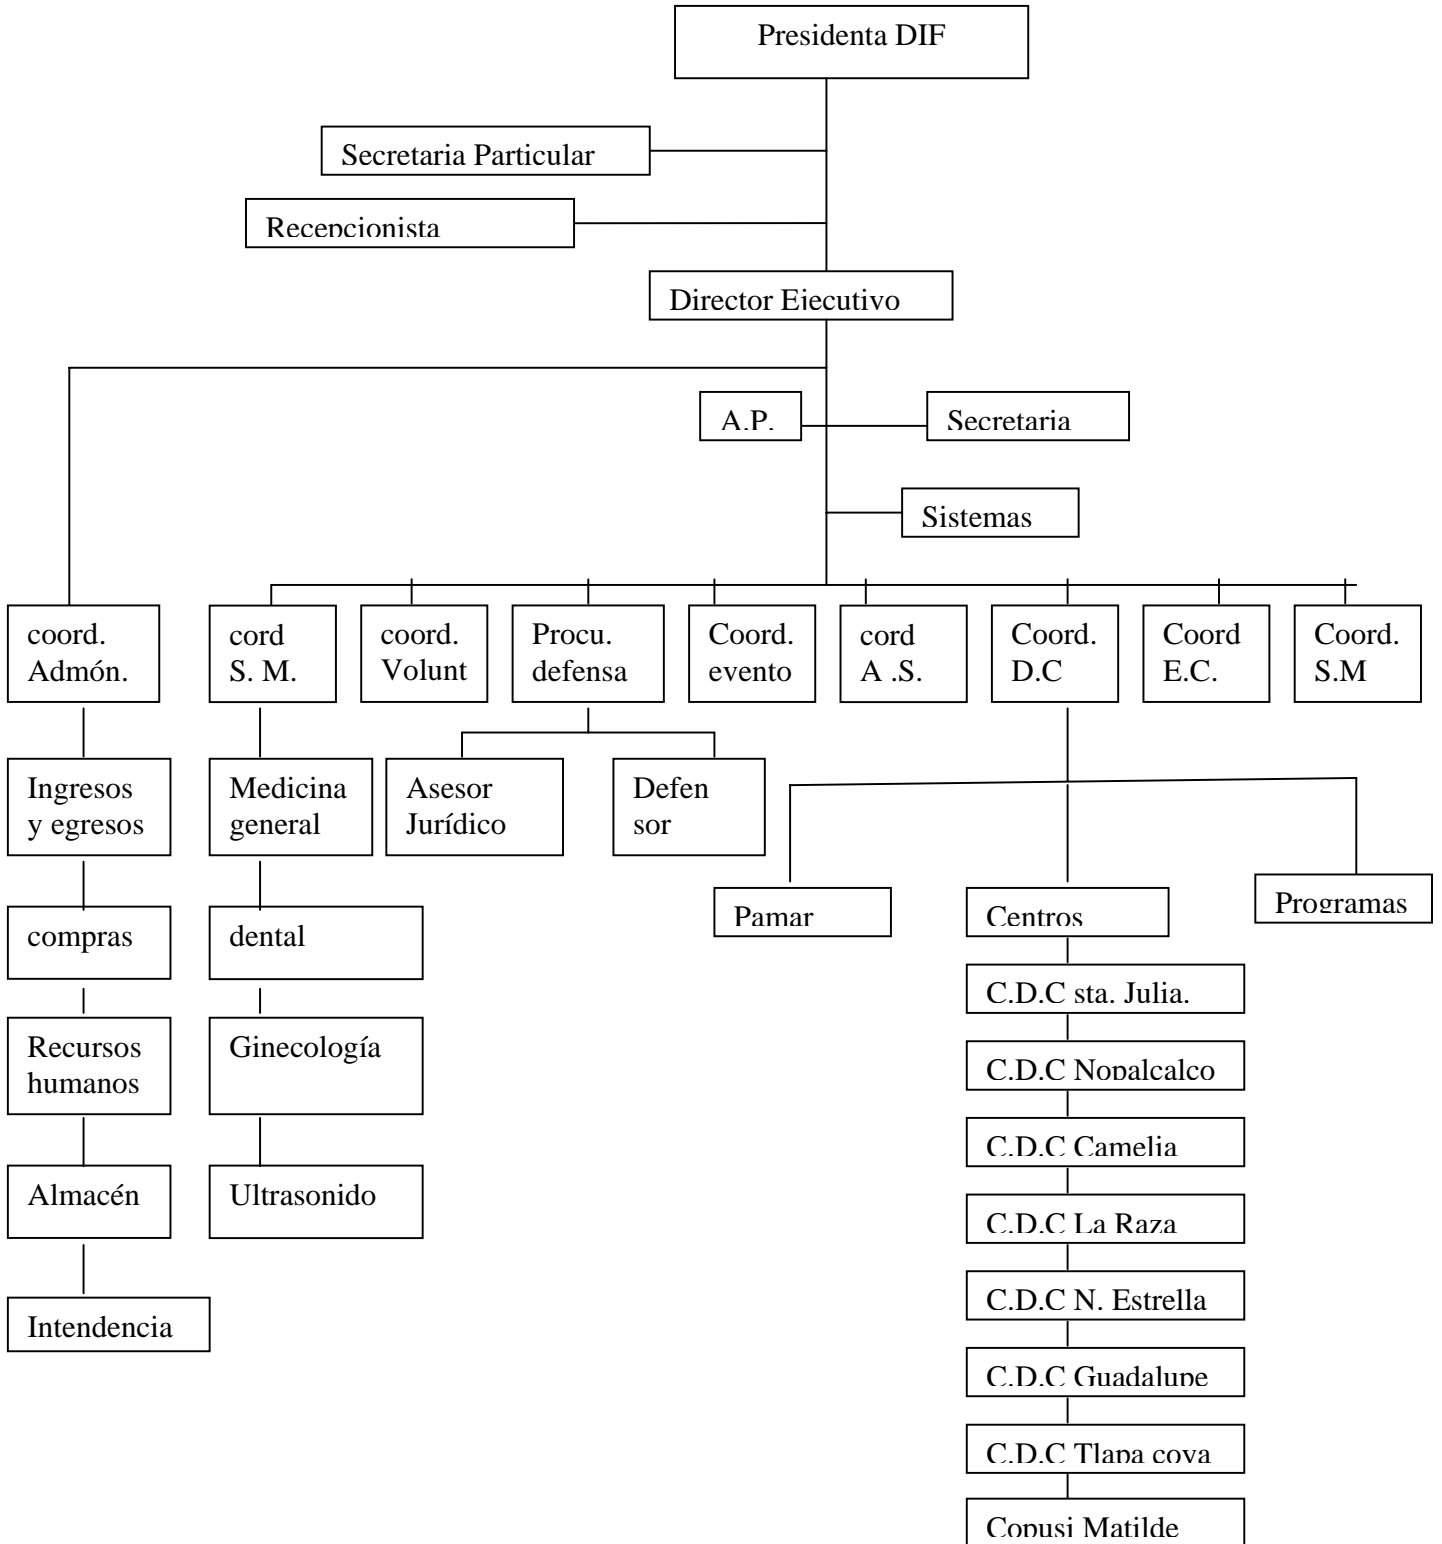 Presidenta DIF
Secretaria Particular
Recepcionista
Director Ejecutivo
A.P.
Secretaria
Sistemas
coord.
Admón.
cord
S. M.
coord.
Volunt
Procu.
defensa
Coord.
evento
cord
A .S.
Coord.
D.C
Coord
E.C.
Coord.
S.M
Ingresos
y egresos
Medicina
general
Asesor
Jurídico
Defen
sor
Pamar
Centros
Programas
compras
dental
C.D.C sta. Julia.
Recursos
humanos
Ginecología
C.D.C Nopalcalco
C.D.C Camelia
Almacén
Ultrasonido
C.D.C La Raza
C.D.C N. Estrella
Intendencia
C.D.C Guadalupe
C.D.C Tlapa coya
Copusi Matilde